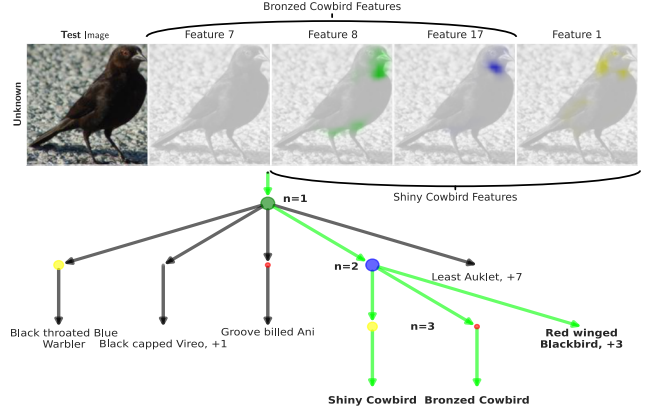 Bronzed Cowbird Features
Test Image
Feature 7
Feature 8
Feature 17
Feature 1
Unknown
Shiny Cowbird Features
n=1
n=2
Least Auklet, +7
Black throated Blue
Warbler
Black capped Vireo, +1
Groove billed Ani
n=3
Red winged
Blackbird, +3
Shiny Cowbird
Bronzed Cowbird